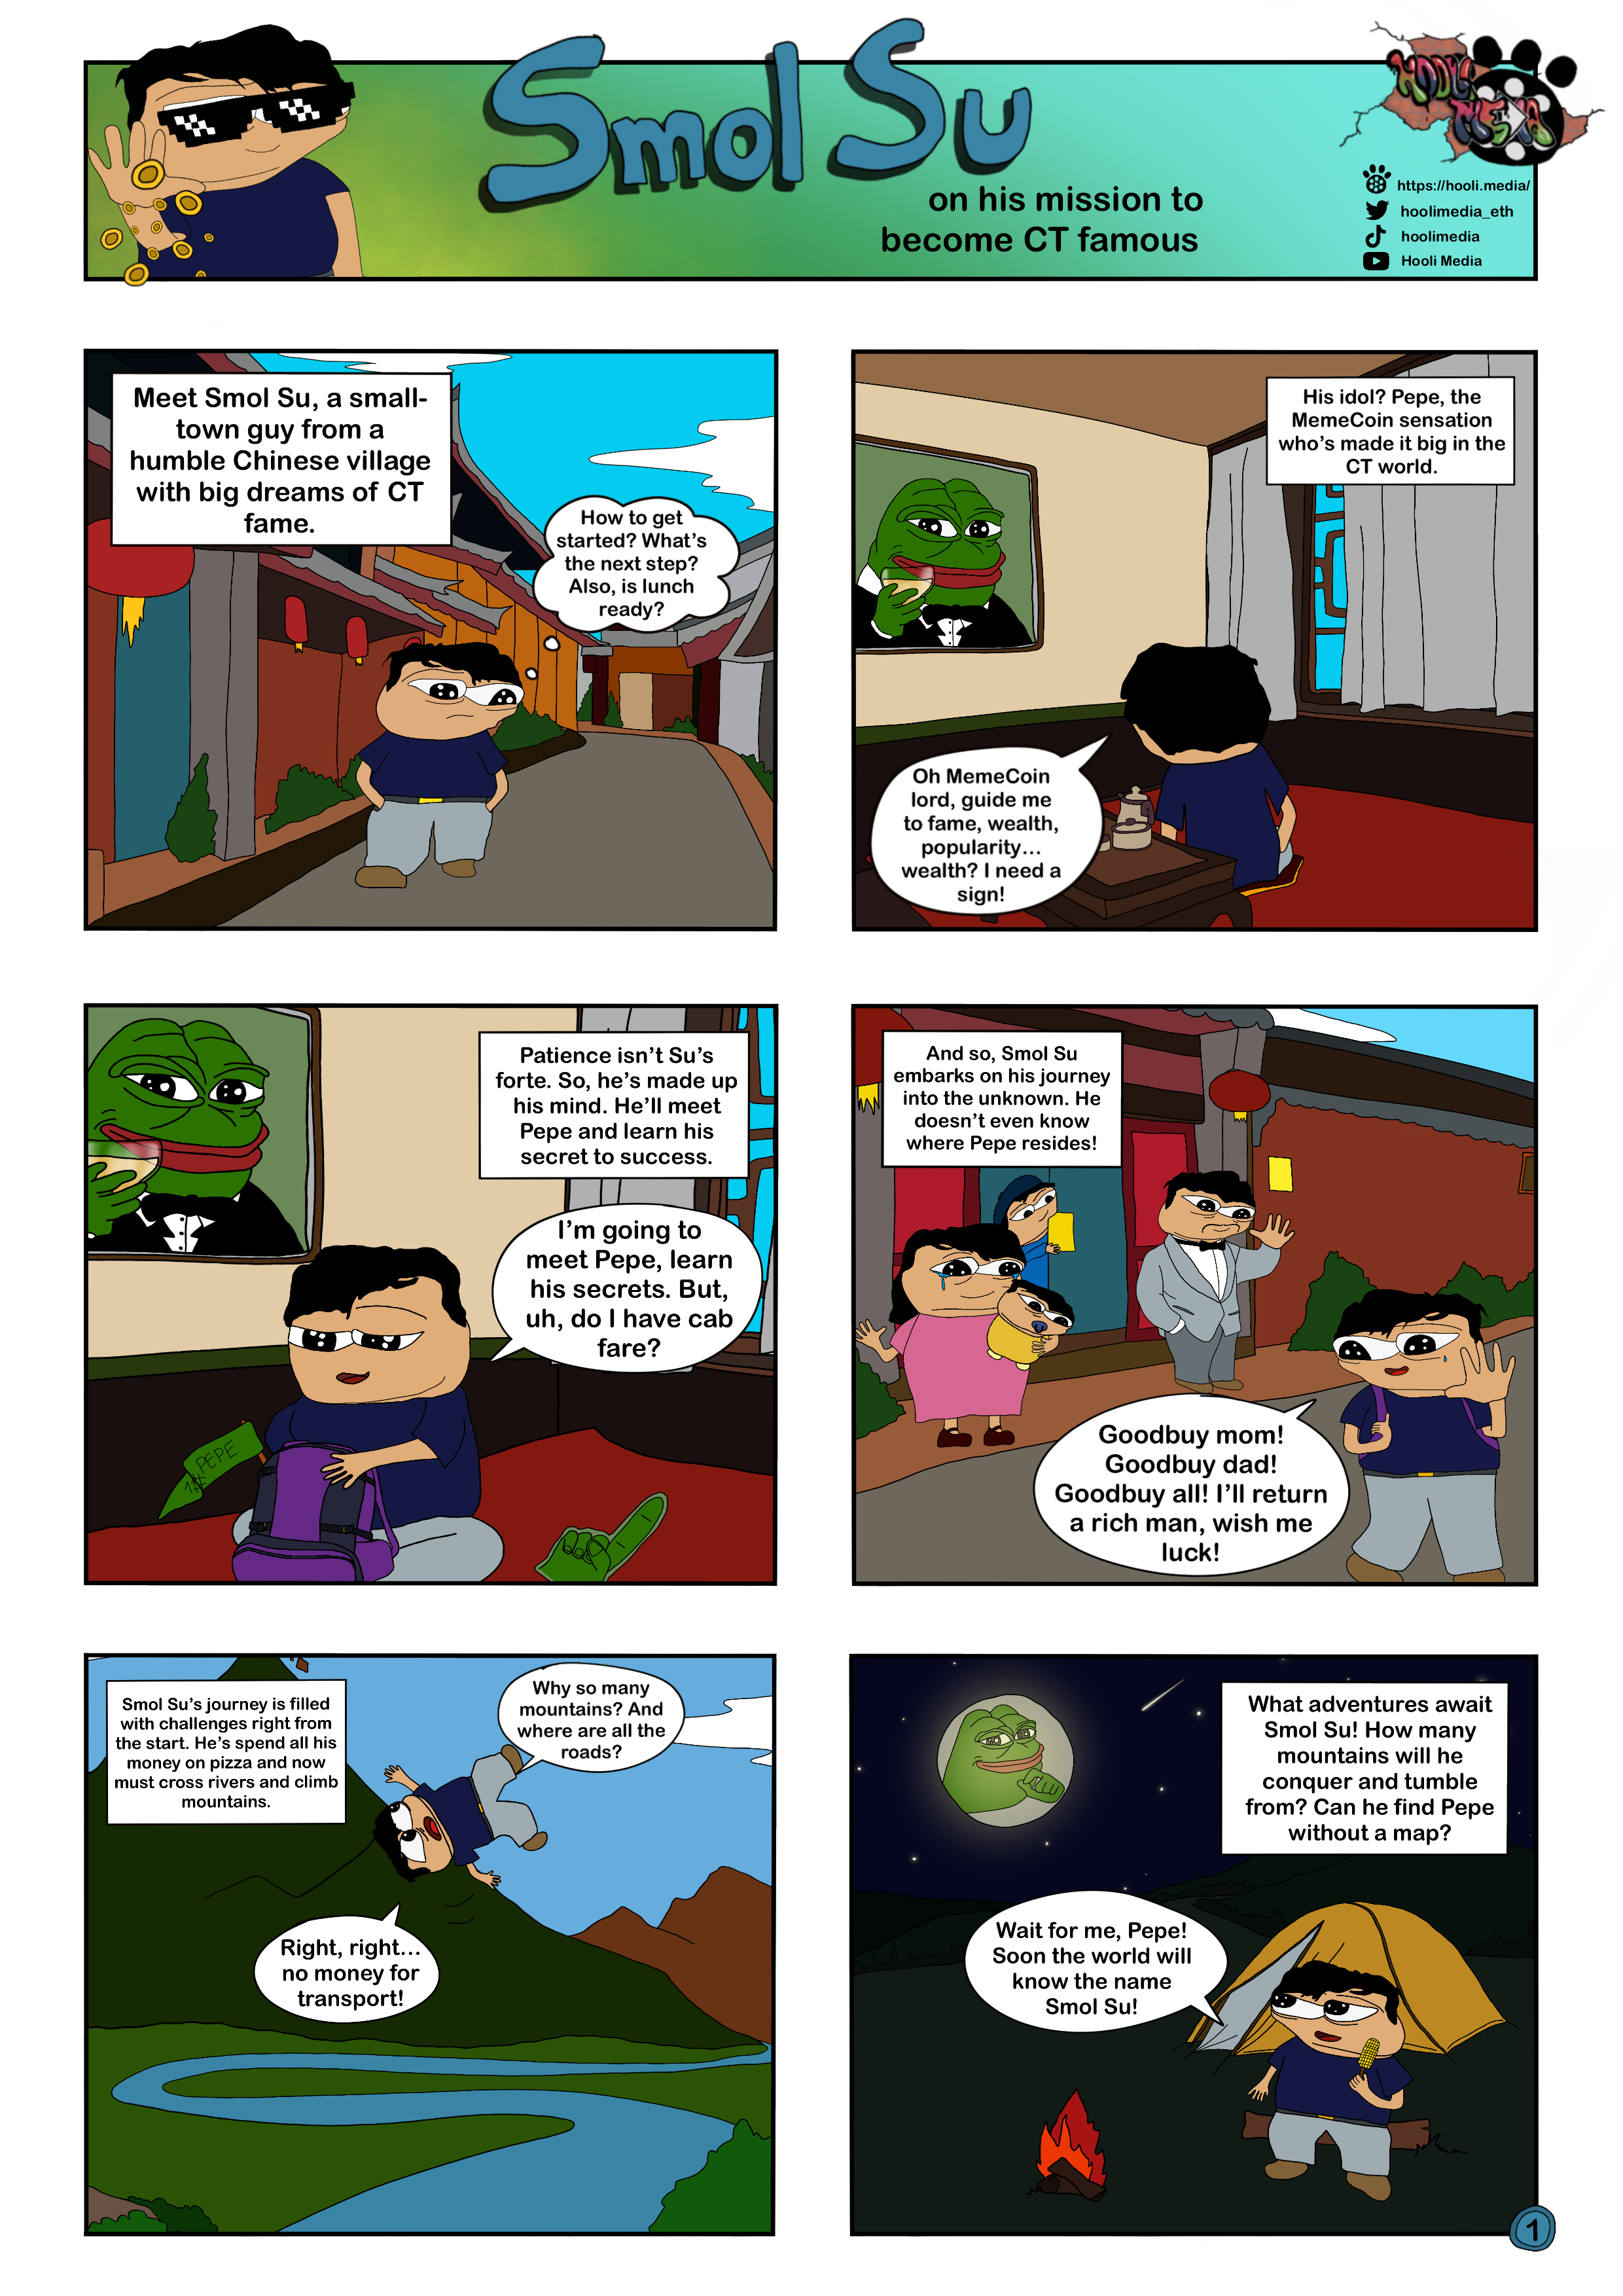 Smol Su
on his mission to
become CT famous
HOOLI
MEDIA
https://hooli.media/
hoolimedia_eth
hoolimedia
Hooli Media
Meet Smol Su, a small-
town guy from a
humble Chinese village
with big dreams of CT
fame.
How to get
started? What's
the next step?
Also, is lunch
ready?
His idol? Pepe, the
MemeCoin sensation
who's made it big in the
CT world.
Oh MemeCoin
lord, guide me
to fame, wealth,
popularity...
wealth? I need a
sign!
Patience isn't Su's
forte. So, he's made up
his mind. He'll meet
Pepe and learn his
secret to success.
I'm going to
meet Pepe, learn
his secrets. But,
uh, do I have cab
fare?
PEPE
1#
And so, Smol Su
embarks on his journey
into the unknown. He
doesn't even know
where Pepe resides!
Goodbuy mom!
Goodbuy dad!
Goodbuy all! I'll return
a rich man, wish me
luck!
Smol Su's journey is filled
with challenges right from
the start. He's spend all his
money on pizza and now
must cross rivers and climb
mountains.
Why so many
mountains? And
where are all the
roads?
Right, right...
no money for
transport!
What adventures await
Smol Su! How many
mountains will he
conquer and tumble
from? Can he find Pepe
without a map?
Wait for me, Pepe!
Soon the world will
know the name
Smol Su!
1